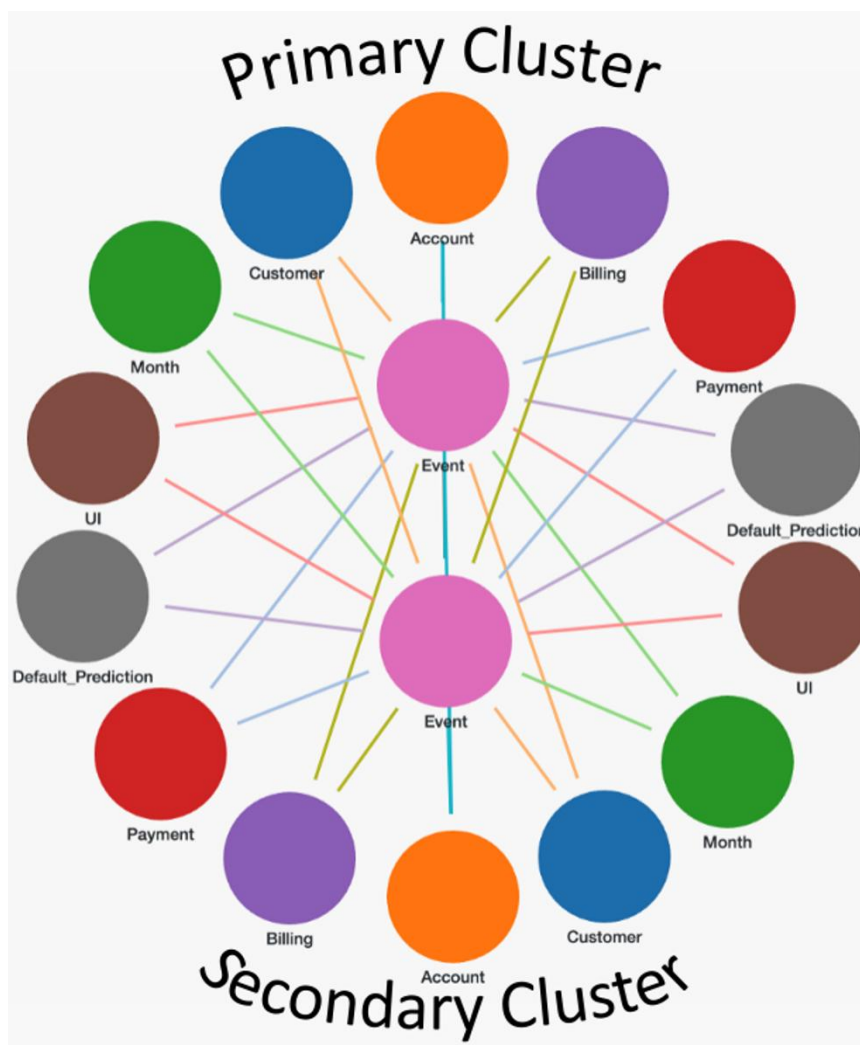 Primary Cluster
Account
Customer
Billing
Month
Payment
Event
UI
Default_Prediction
Default_Prediction
UI
Event
Payment
Month
Billing
Customer
Account
Secondary Cluster